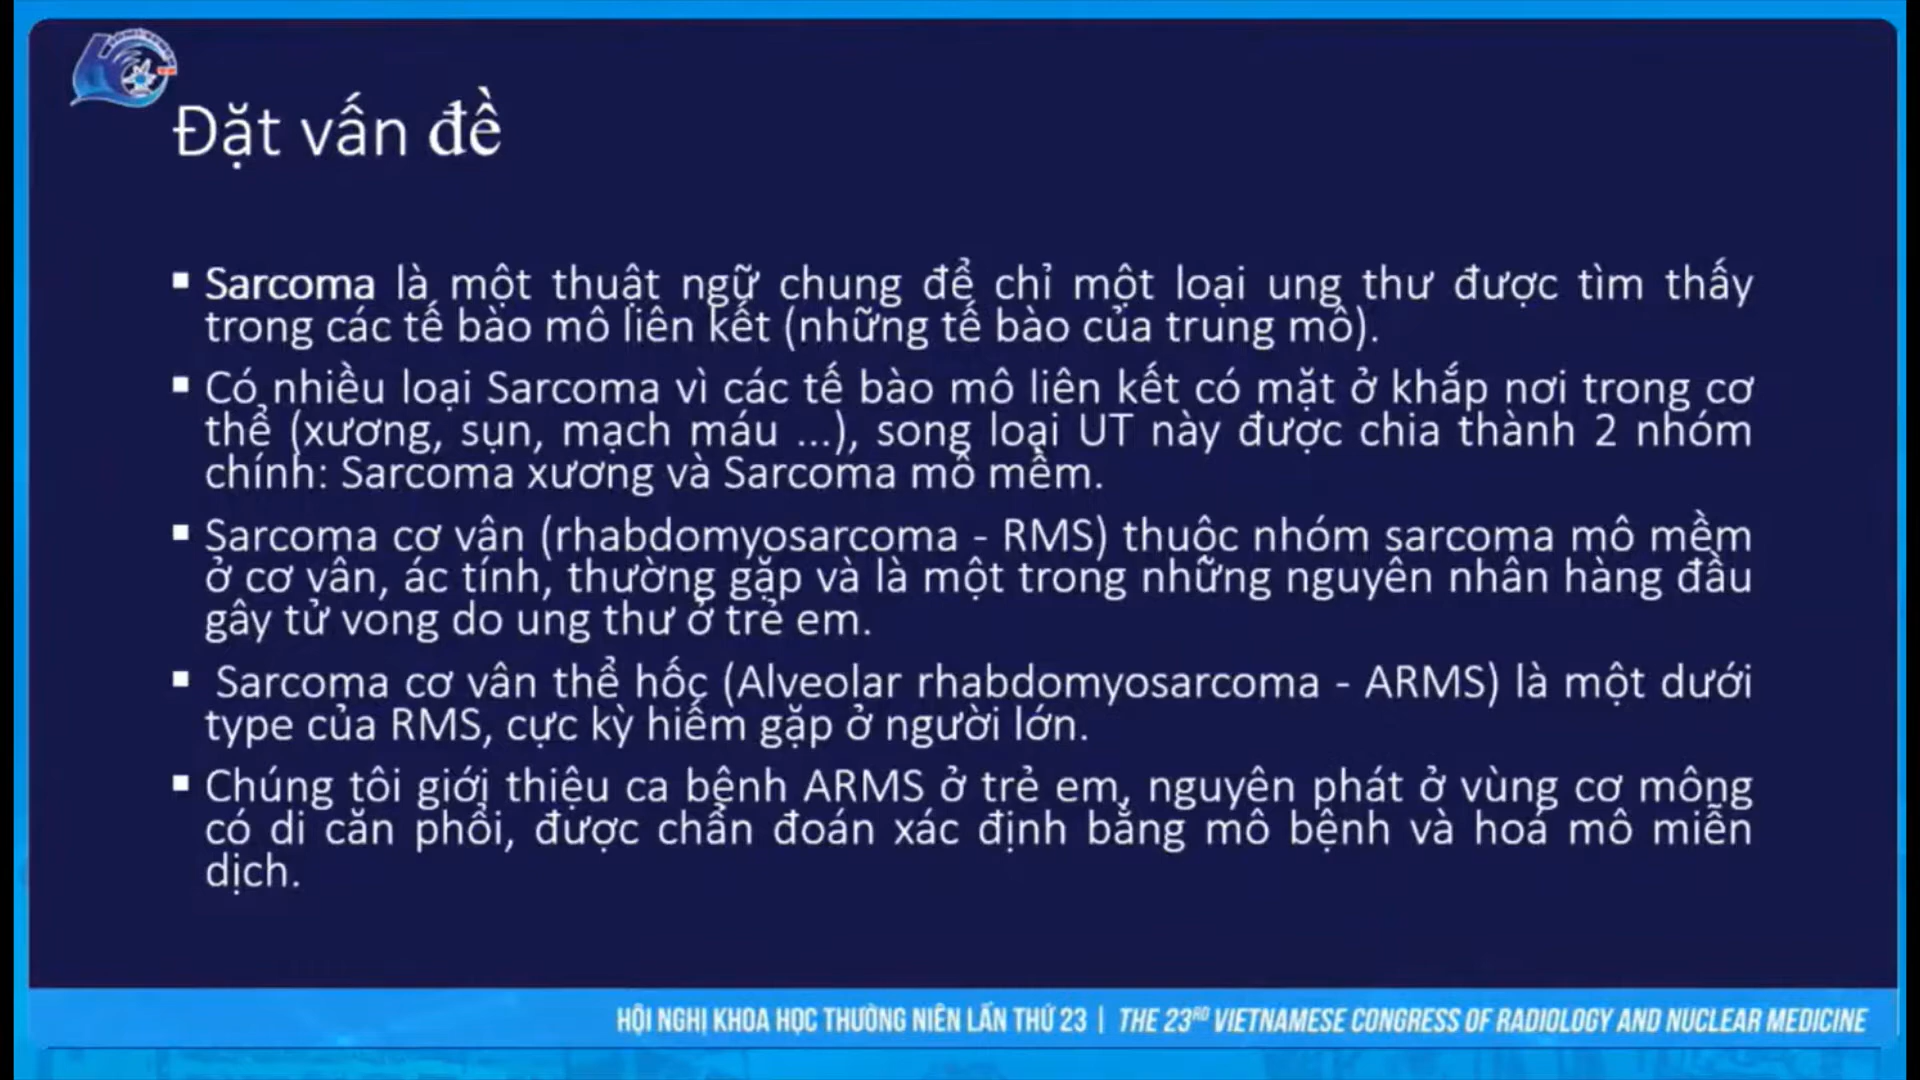 Đặt vấn đề
▪ Sarcoma là một thuật ngữ chung để chỉ một loại ung thư được tìm thấy
trong các tế bào mô liên kết (những tế bào của trung mô).
▪ Có nhiều loại Sarcoma vì các tế bào mô liên kết có mặt ở khắp nơi trong cơ
thể (xương, sụn, mạch máu ...), song loại UT này được chia thành 2 nhóm
chính: Sarcoma xương và Sarcoma mô mềm.
▪ Sarcoma cơ vân (rhabdomyosarcoma - RMS) thuộc nhóm sarcoma mô mềm
ở cơ vân, ác tính, thường gặp và là một trong những nguyên nhân hàng đầu
gây tử vong do ung thư ở trẻ em.
▪ Sarcoma cơ vân thể hốc (Alveolar rhabdomyosarcoma - ARMS) là một dưới
type của RMS, cực kỳ hiếm gặp ở người lớn.
▪ Chúng tôi giới thiệu ca bệnh ARMS ở trẻ em, nguyên phát ở vùng cơ mông
có di căn phổi, được chẩn đoán xác định bằng mô bệnh và hoá mô miễn
dịch.
HỘI NGHỊ KHOA HỌC THƯỜNG NIÊN LẦN THỨ 23 | THE 23RD VIETNAMESE CONGRESS OF RADIOLOGY AND NUCLEAR MEDICINE